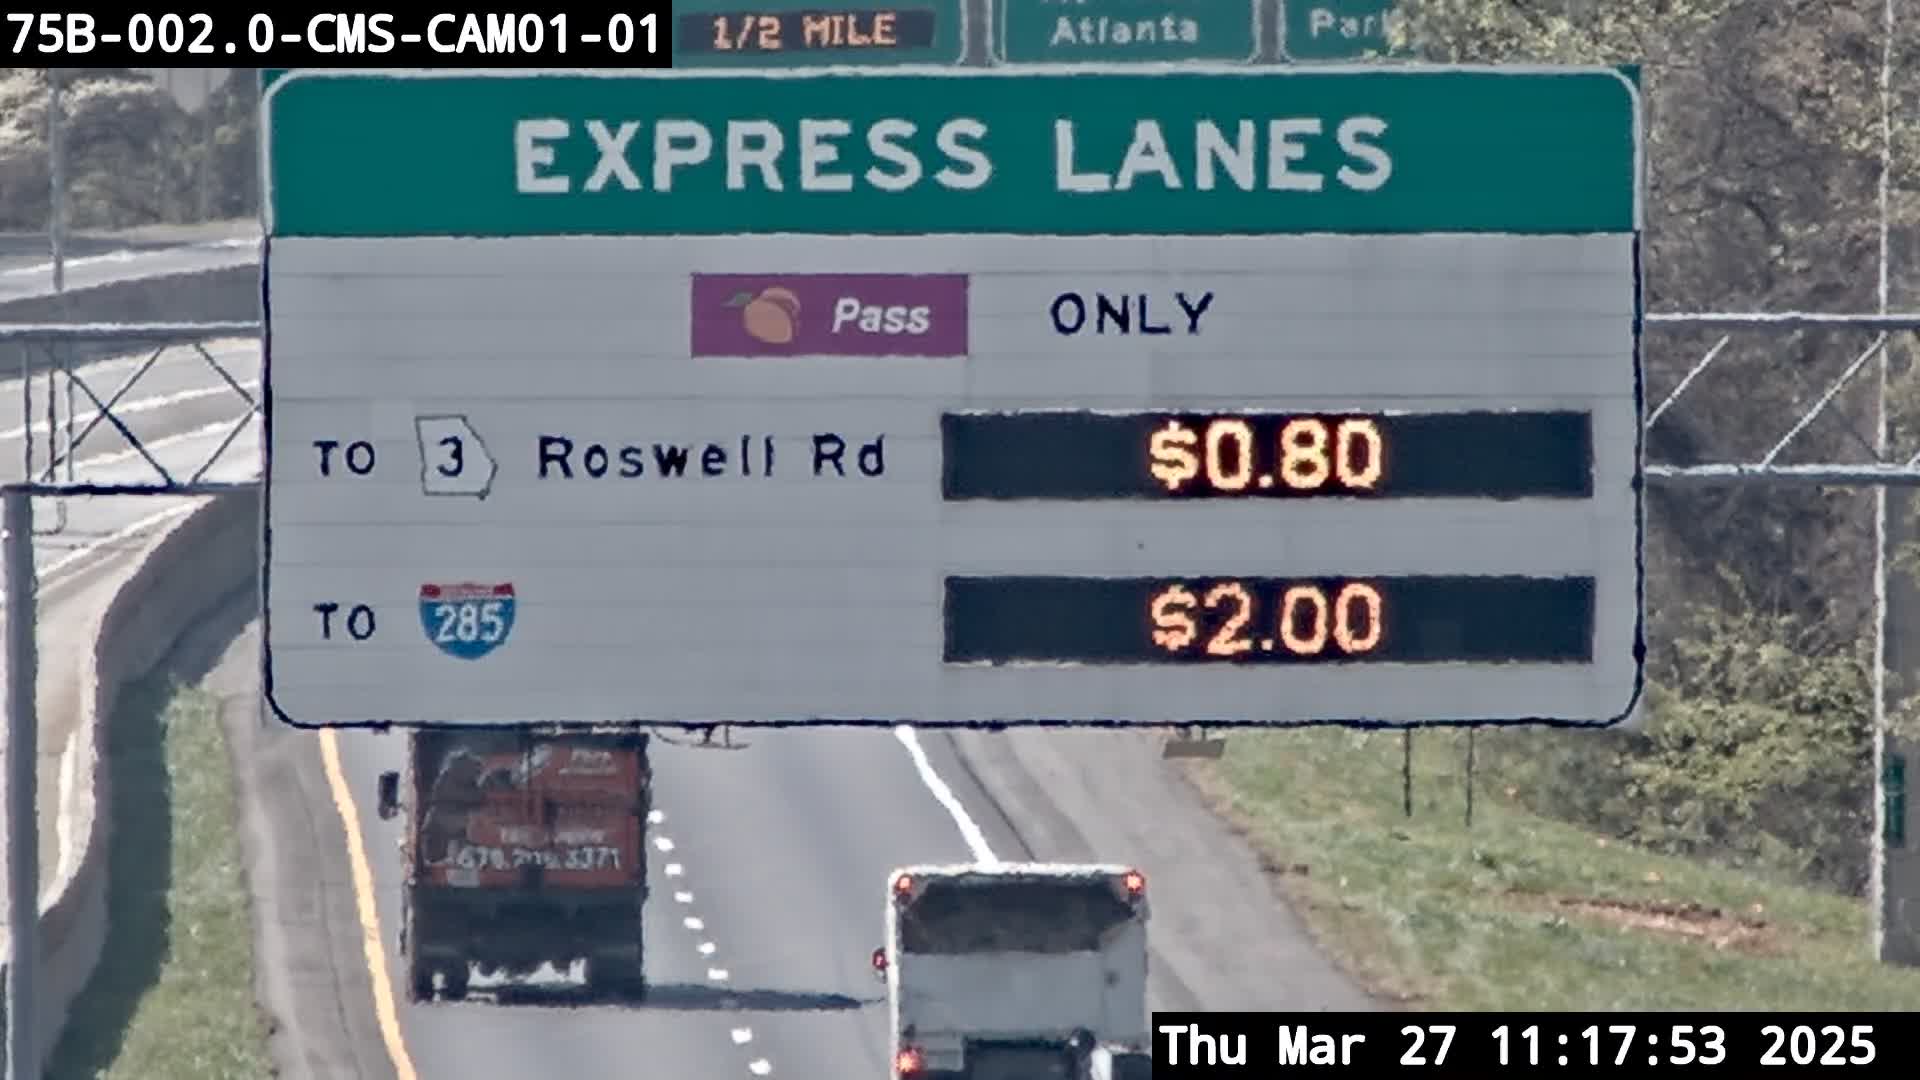 75B-002.0-CMS-CAM01-01
1/2 MILE
Atlanta
EXPRESS LANES
Pass ONLY
TO 3 Roswell Rd $0.80
TO 285 $2.00
Thu Mar 27 11:17:53 2025